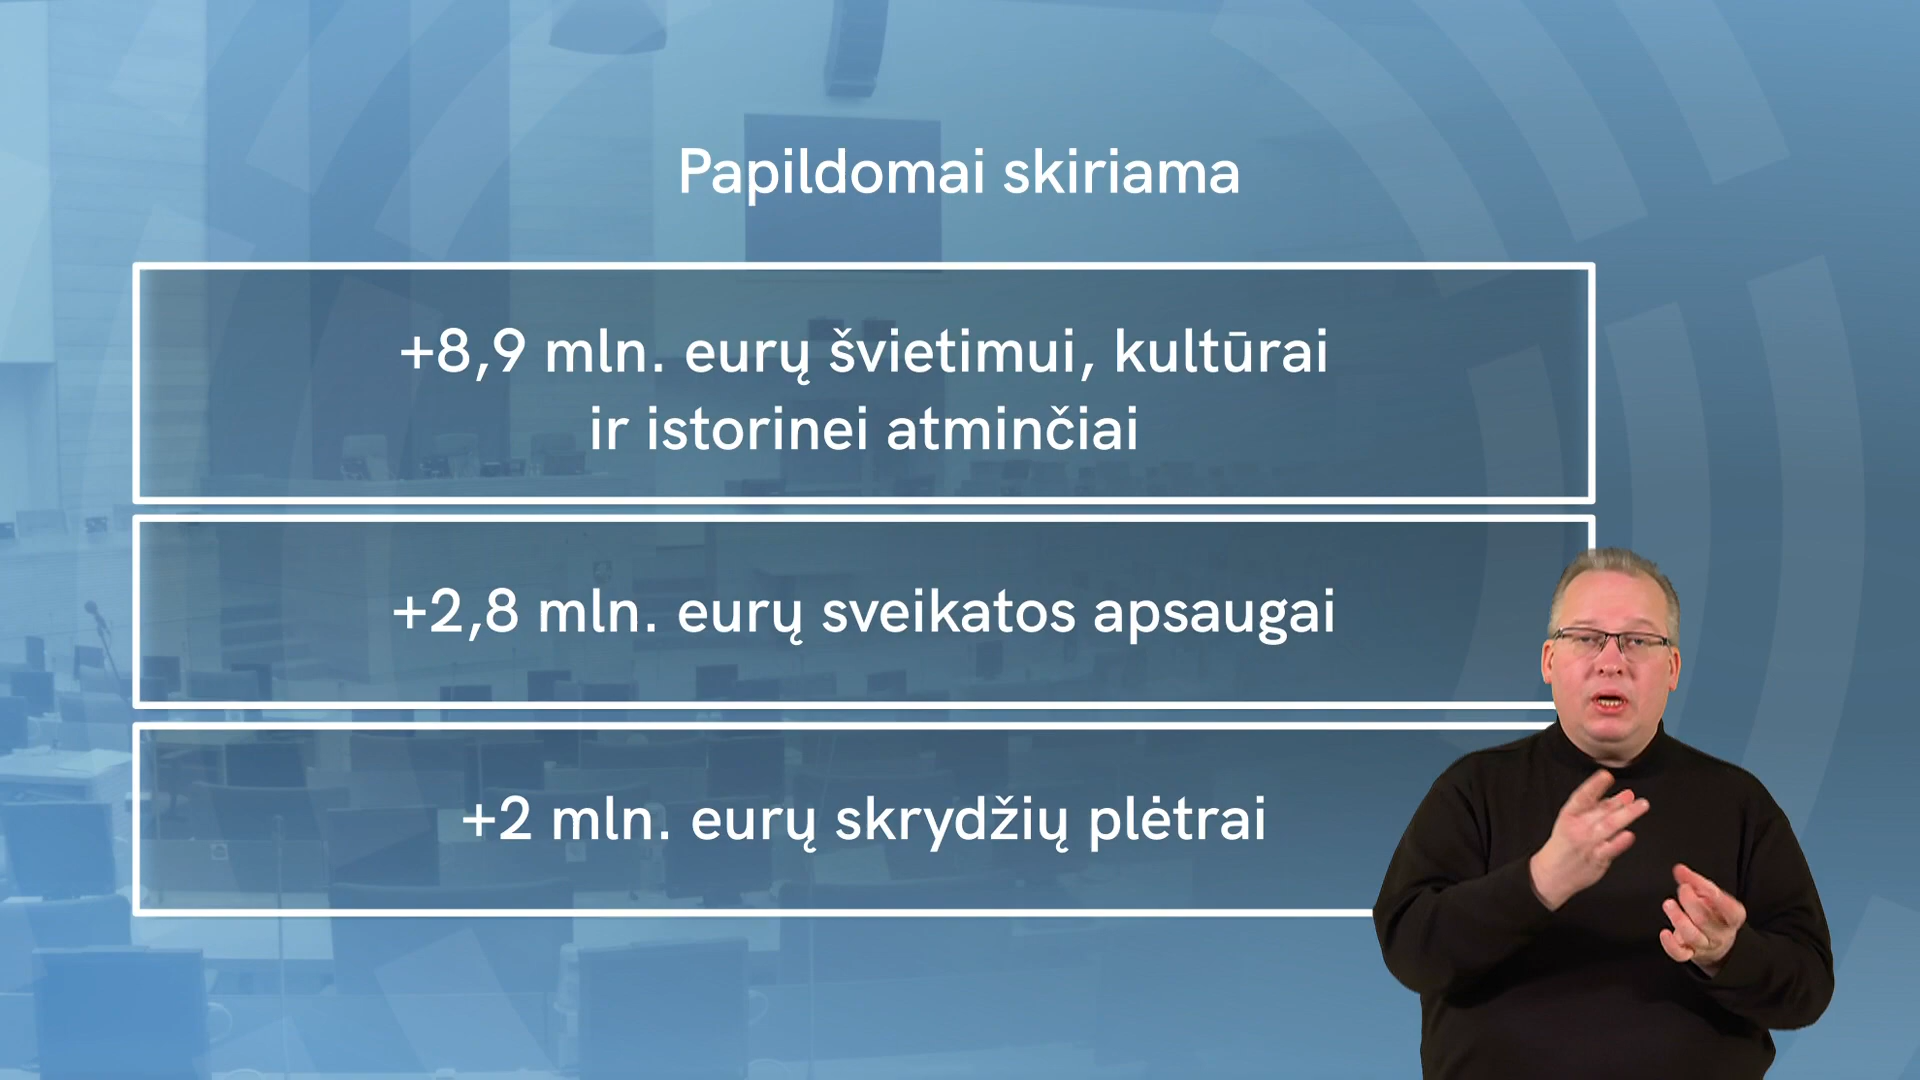 Papildomai skiriama
+8,9 mln. eurų švietimui, kultūrai
ir istorinei atminčiai
+2,8 mln. eurų sveikatos apsaugai
+2 mln. eurų skrydžių plėtrai